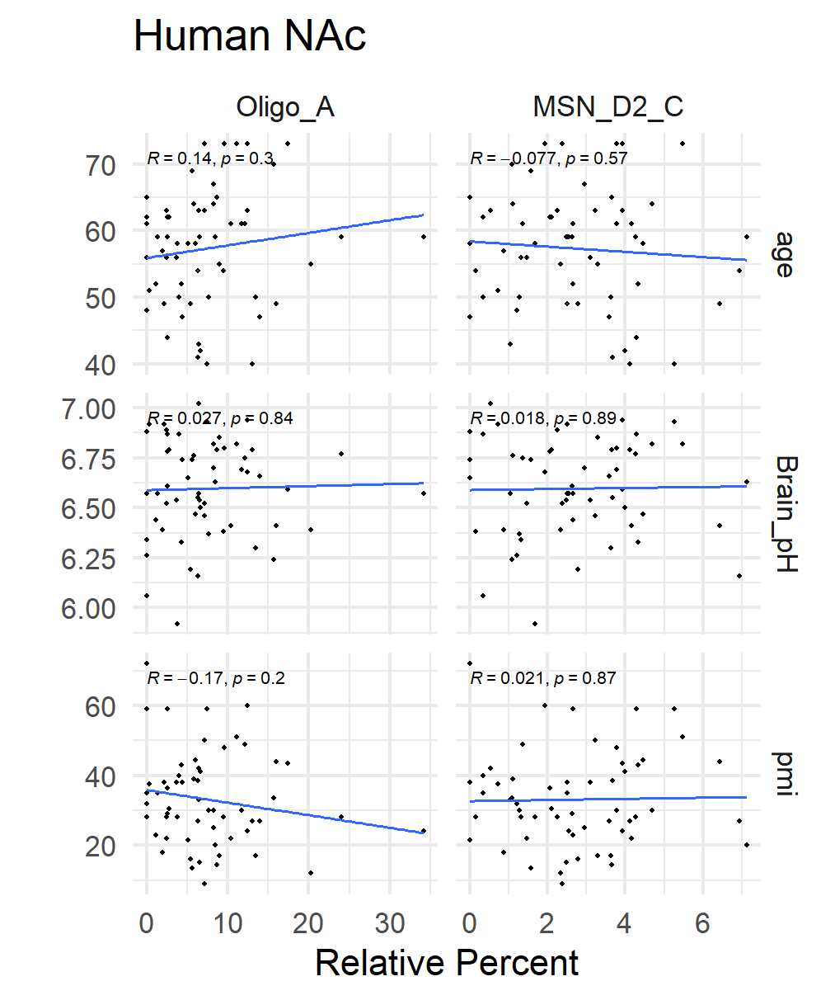 Human NAc
Oligo_A MSN_D2_C
R = 0.14, p = 0.3 R = −0.077, p = 0.57
70
60
50
40
age
R = 0.027, p = 0.84 R = 0.018, p = 0.89
7.00
6.75
6.50
6.25
6.00
Brain_pH
R = −0.17, p = 0.2 R = 0.021, p = 0.87
60
40
20
pmi
0 10 20 30 0 2 4 6
Relative Percent